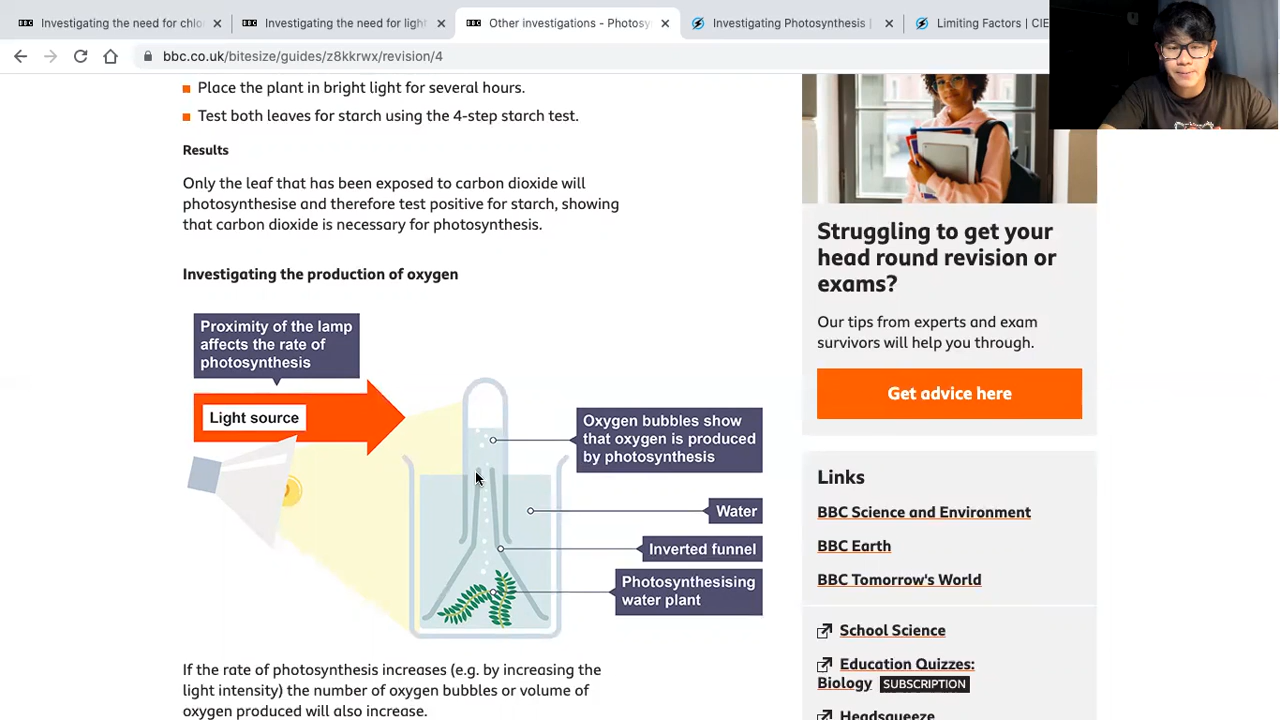 Investigating the need for chlo
Investigating the need for light
Other investigations - Photosy
Investigating Photosynthesis |
Limiting Factors | CIE
bbc.co.uk/bitesize/guides/z8kkrwx/revision/4
Place the plant in bright light for several hours.
Test both leaves for starch using the 4-step starch test.
Results
Only the leaf that has been exposed to carbon dioxide will
photosynthesise and therefore test positive for starch, showing
that carbon dioxide is necessary for photosynthesis.
Investigating the production of oxygen
Proximity of the lamp
affects the rate of
photosynthesis
Light source
Oxygen bubbles show
that oxygen is produced
by photosynthesis
Water
Inverted funnel
Photosynthesising
water plant
If the rate of photosynthesis increases (e.g. by increasing the
light intensity) the number of oxygen bubbles or volume of
oxygen produced will also increase.
Struggling to get your
head round revision or
exams?
Our tips from experts and exam
survivors will help you through.
Get advice here
Links
BBC Science and Environment
BBC Earth
BBC Tomorrow's World
School Science
Education Quizzes:
Biology SUBSCRIPTION
Headsqueeze